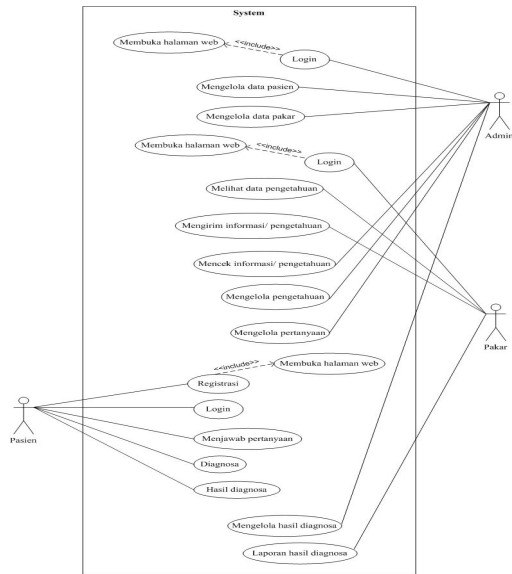 System
Membuka halaman web
<<include>>
Login
Mengelola data pasien
Mengelola data pakar
Admin
Membuka halaman web
<<include>>
Login
Melihat data pengetahuan
Mengirim informasi/ pengetahuan
Mencek informasi/ pengetahuan
Mengelola pengetahuan
Mengelola pertanyaan
Pakar
<<include>>
Membuka halaman web
Registrasi
Login
Pasien
Menjawab pertanyaan
Diagnosa
Hasil diagnosa
Mengelola hasil diagnosa
Laporan hasil diagnosa